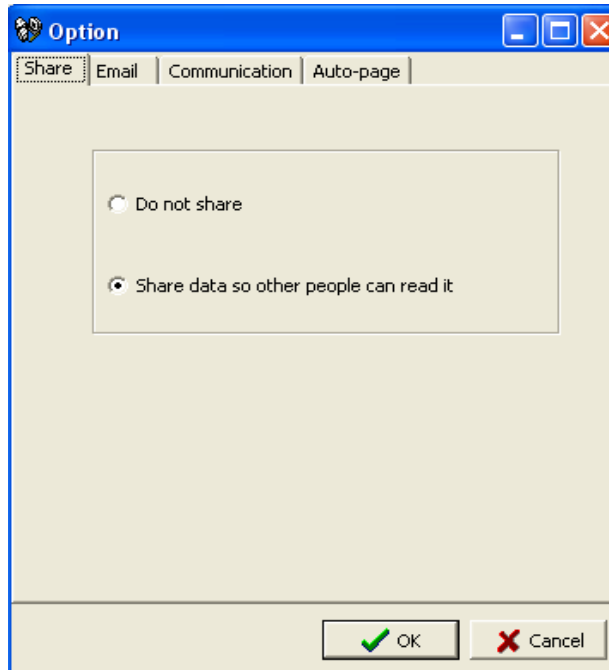 Option
Share Email Communication Auto-page
Do not share
Share data so other people can read it
OK Cancel